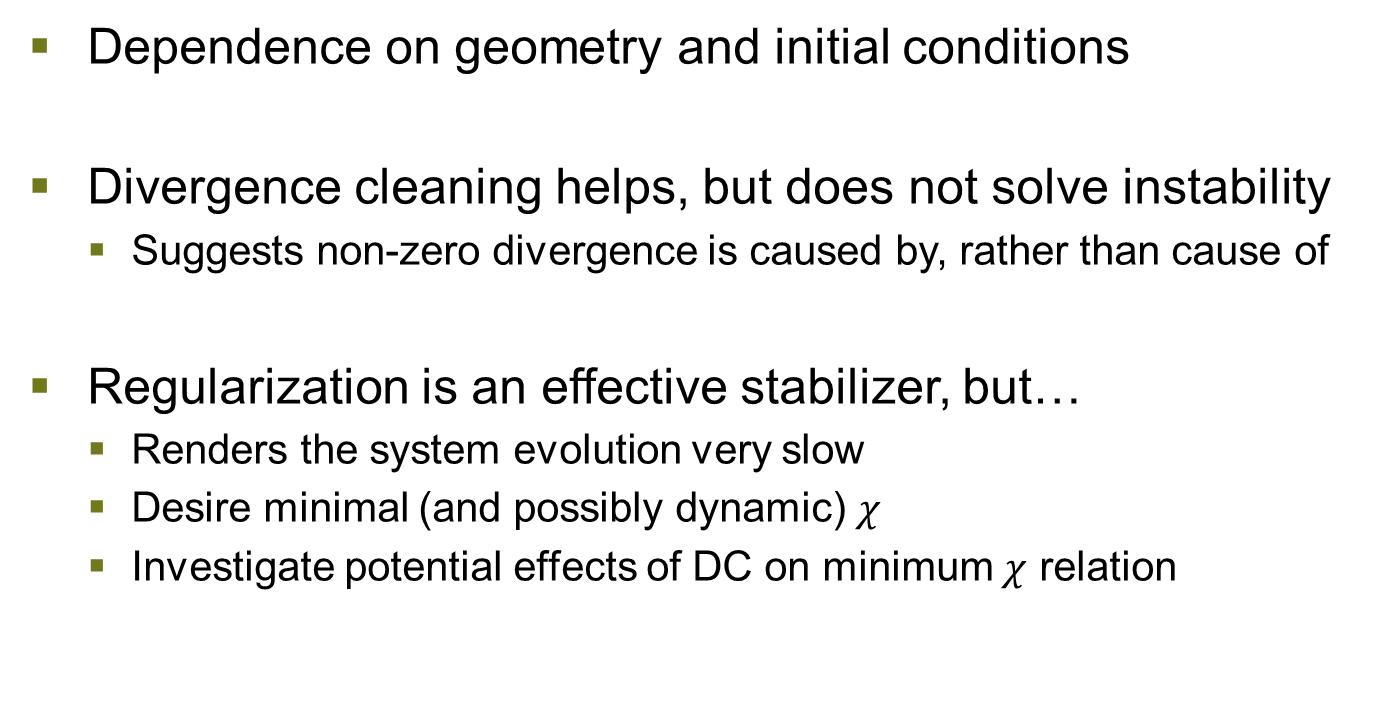 ▪ Dependence on geometry and initial conditions
▪ Divergence cleaning helps, but does not solve instability
▪ Suggests non-zero divergence is caused by, rather than cause of
▪ Regularization is an effective stabilizer, but…
▪ Renders the system evolution very slow
▪ Desire minimal (and possibly dynamic) χ
▪ Investigate potential effects of DC on minimum χ relation